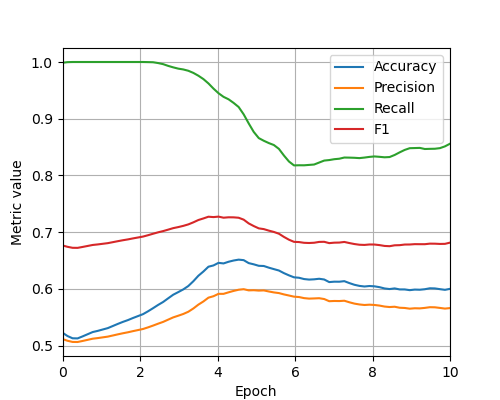 1.0
0.9
0.8
0.7
0.6
0.5
Metric value
0 2 4 6 8 10
Epoch
Accuracy
Precision
Recall
F1